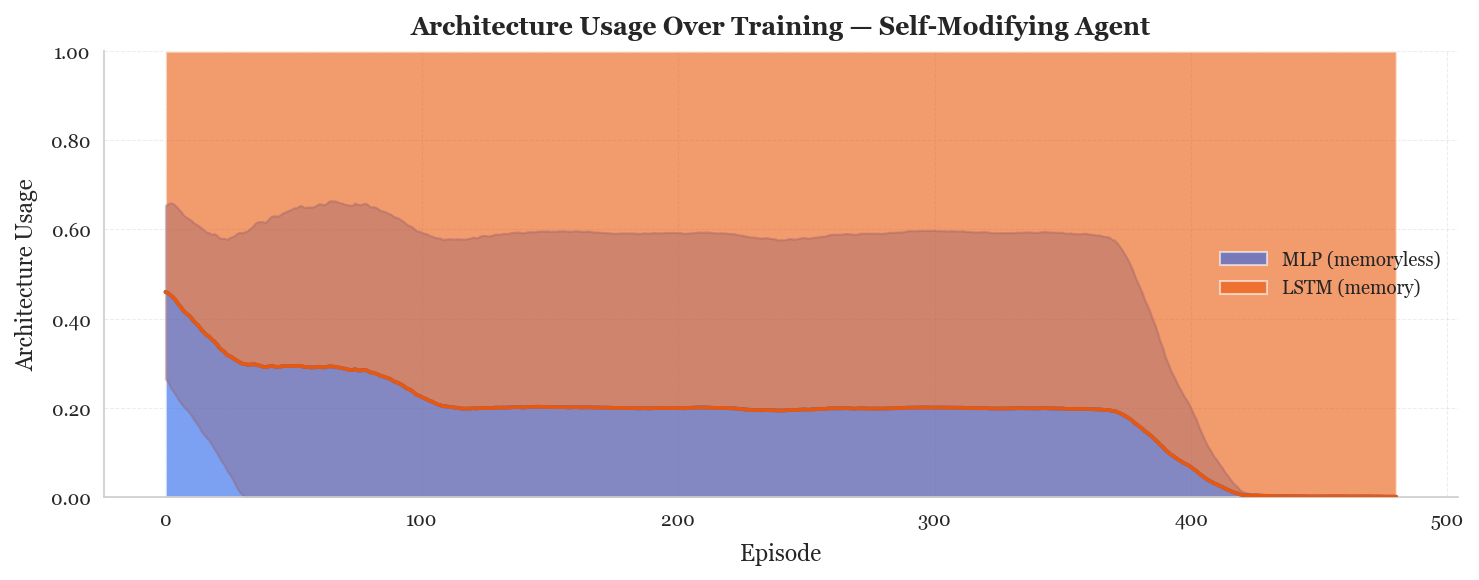 Architecture Usage Over Training — Self-Modifying Agent
1.00
0.80
0.60
0.40
0.20
0.00
Architecture Usage
MLP (memoryless)
LSTM (memory)
0 100 200 300 400 500
Episode